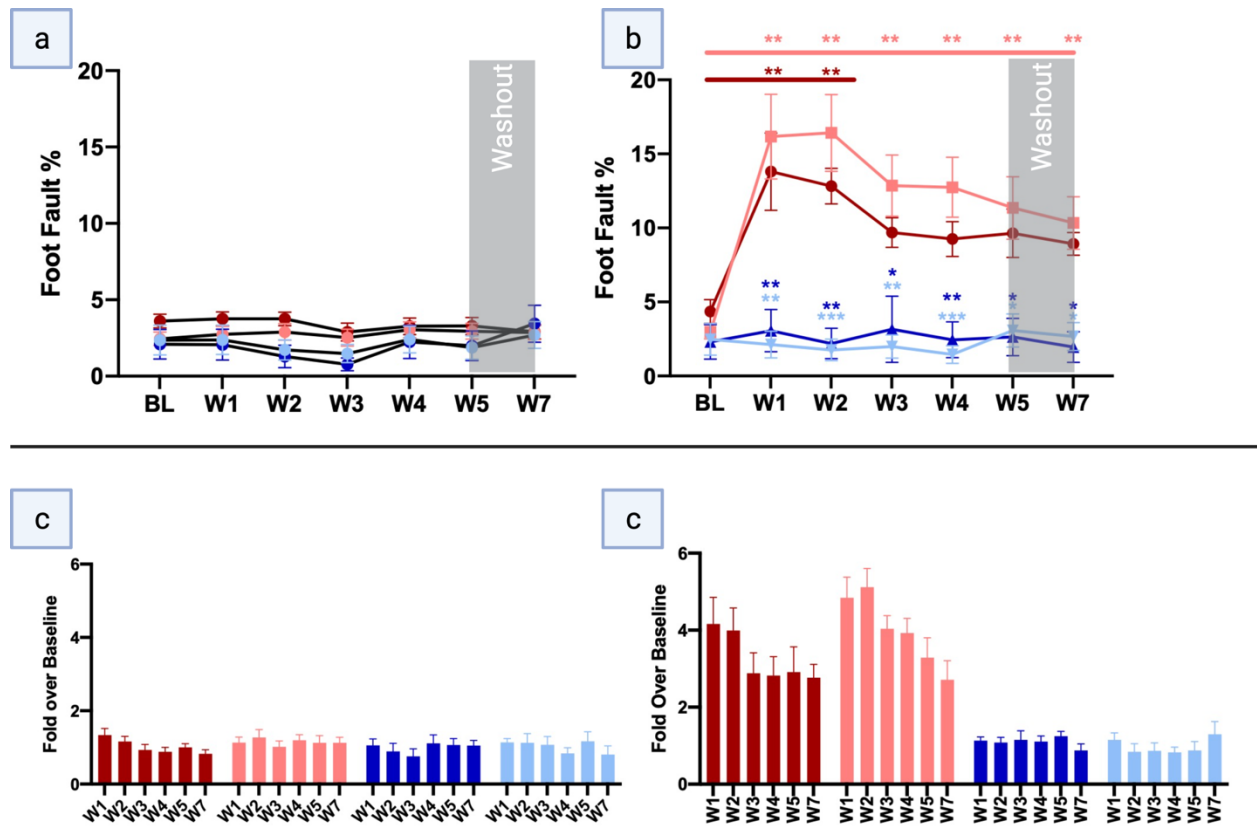 a
20
15
10
5
0
Foot Fault %
Washout
BL W1 W2 W3 W4 W5 W7
b
** ** ** ** ** **
** **
20
15
10
5
0
Foot Fault %
Washout
** ** * ** * *
** *** ** *** * *
BL W1 W2 W3 W4 W5 W7
c
6
4
2
0
Fold over Baseline
W1 W2 W3 W4 W5 W7 W1 W2 W3 W4 W5 W7 W1 W2 W3 W4 W5 W7 W1 W2 W3 W4 W5 W7
c
6
4
2
0
Fold Over Baseline
W1 W2 W3 W4 W5 W7 W1 W2 W3 W4 W5 W7 W1 W2 W3 W4 W5 W7 W1 W2 W3 W4 W5 W7